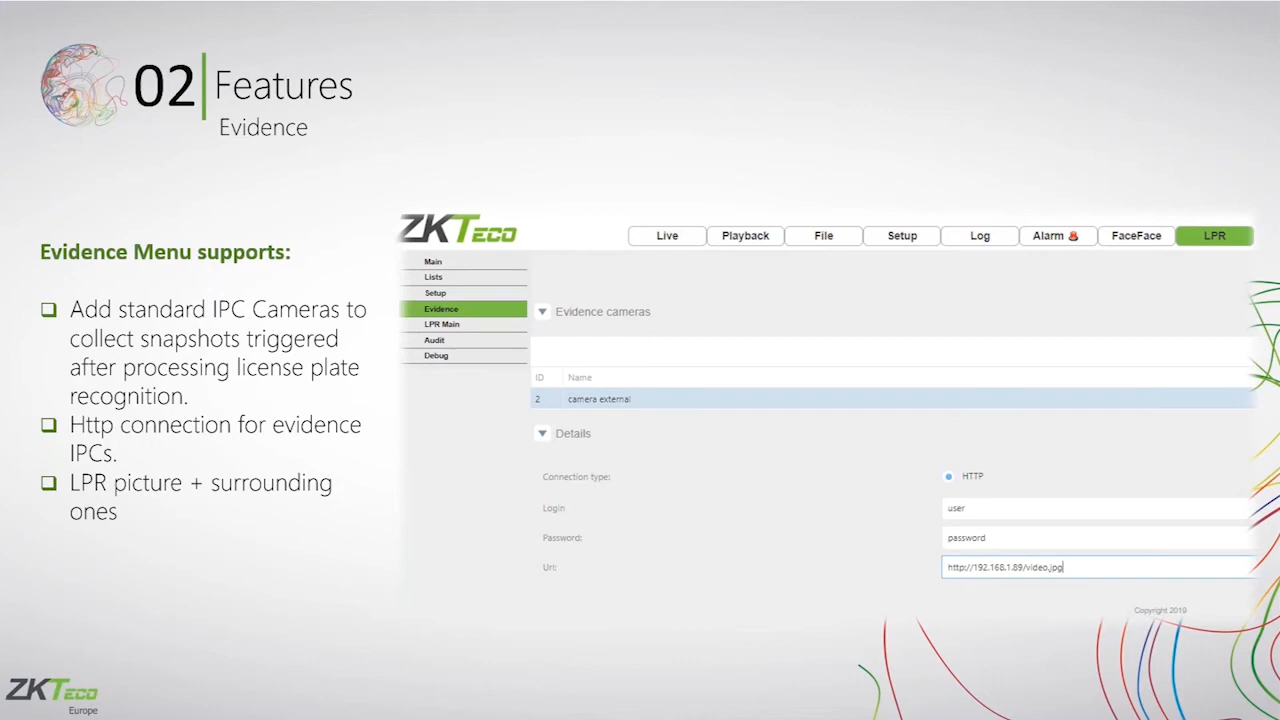 02
Features
Evidence
Evidence Menu supports:
Add standard IPC Cameras to
collect snapshots triggered
after processing license plate
recognition.
Http connection for evidence
IPCs.
LPR picture + surrounding
ones
ZKTECO
Live
Playback
File
Setup
Log
Alarm
FaceFace
LPR
Main
Lists
Setup
Evidence
LPR Main
Audit
Debug
Evidence cameras
ID Name
2 camera external
Details
Connection type: HTTP
Login user
Password: password
Url: http://192.168.1.89/video.jpg
Copyright 2019
ZKTECO
Europe